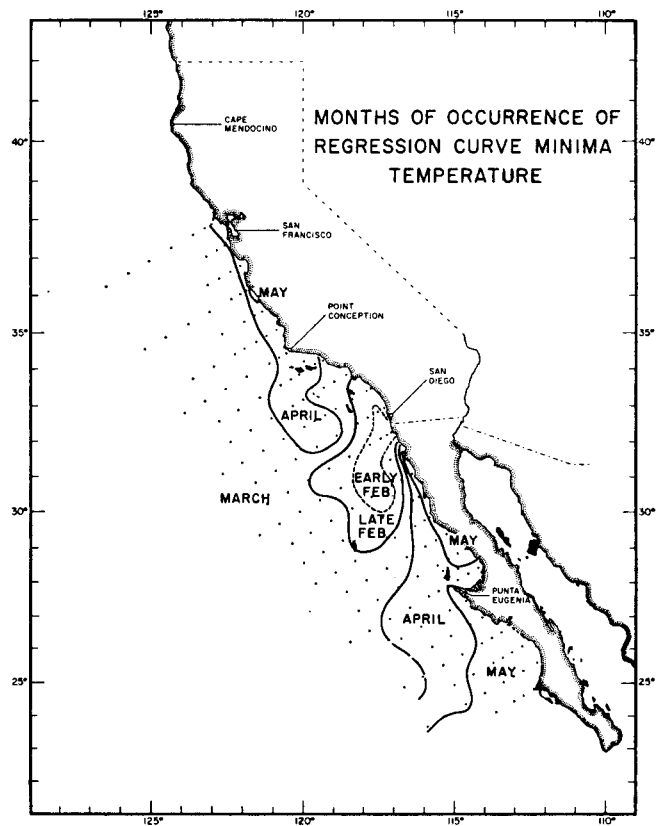 125° 120° 115° 110°
MONTHS OF OCCURRENCE OF
REGRESSION CURVE MINIMA
TEMPERATURE
CAPE
MENDOCINO
40° 40°
SAN
FRANCISCO
MAY
POINT
CONCEPTION
35° 35°
SAN
DIEGO
APRIL
EARLY
FEB.
MARCH
30° 30°
LATE
FEB.
MAY
PUNTA
EUGENIA
APRIL
MAY
25° 25°
125° 120° 115° 110°